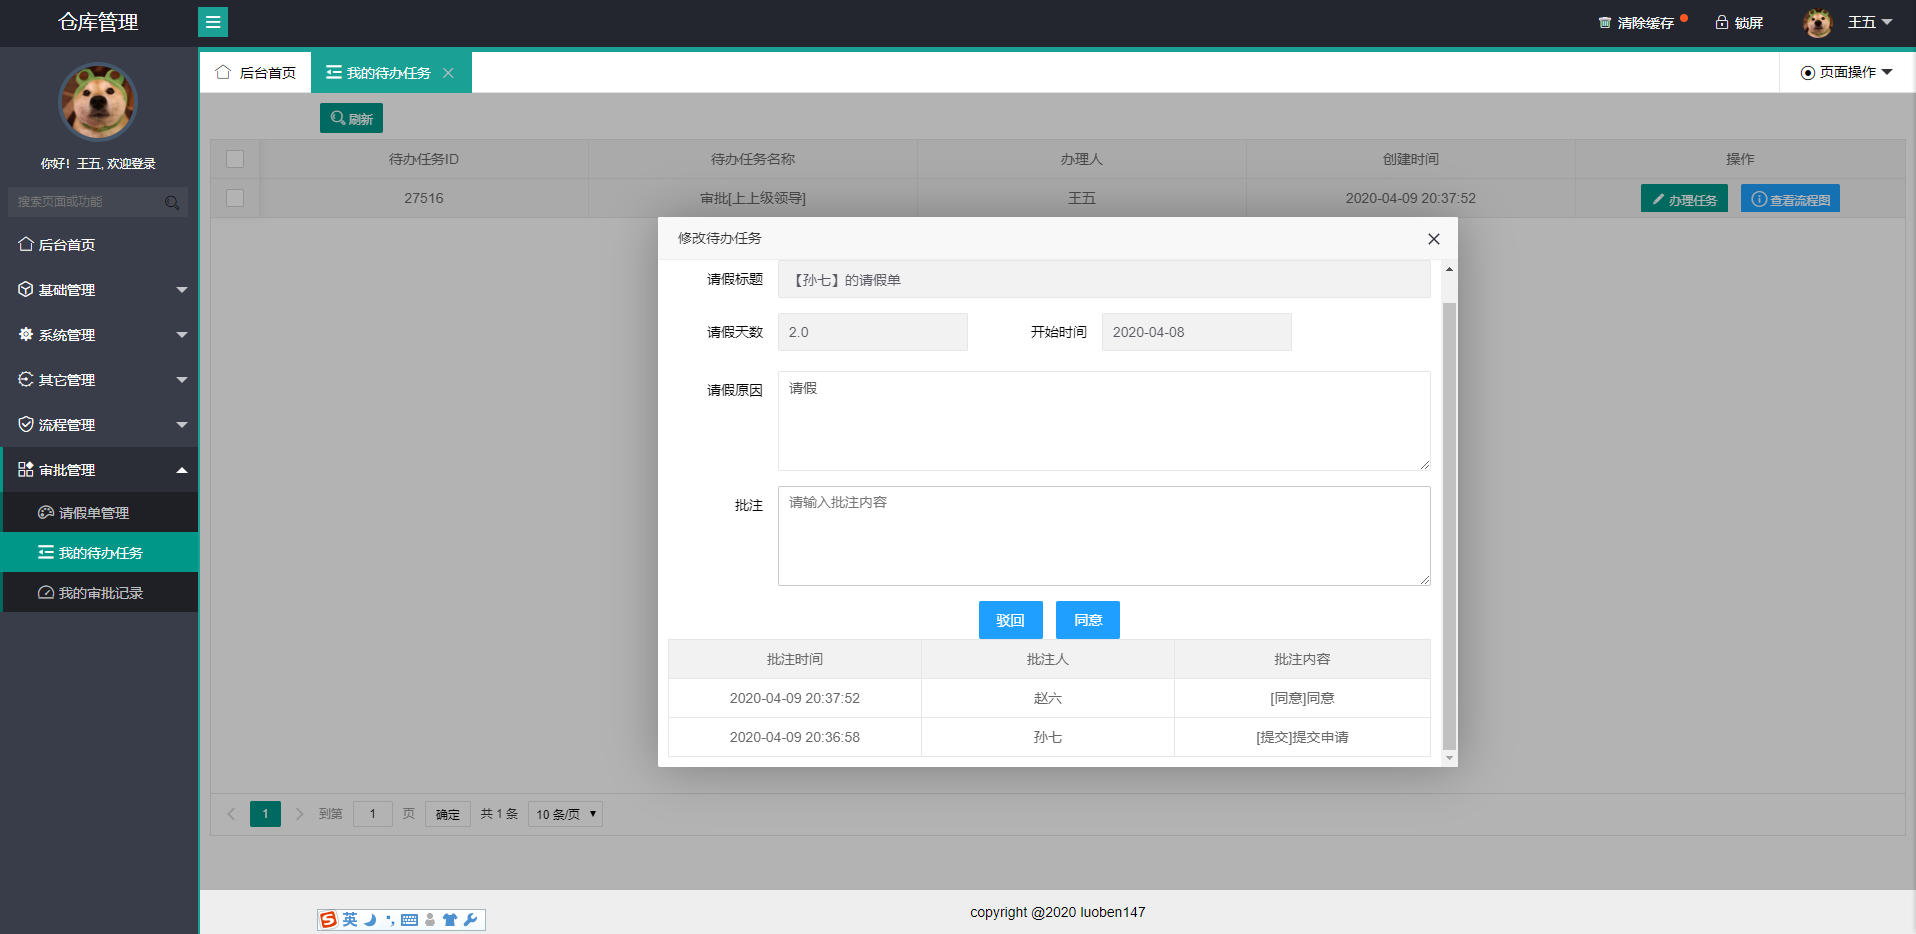 仓库管理
清除缓存
锁屏
王五
你好！王五, 欢迎登录
搜索页面或功能
后台首页
基础管理
系统管理
其它管理
流程管理
审批管理
请假单管理
我的待办任务
我的审批记录
后台首页
我的待办任务
页面操作
刷新
待办任务ID 待办任务名称 办理人 创建时间 操作
27516 审批[上上级领导] 王五 2020-04-09 20:37:52 办理任务 查看流程图
修改待办任务
请假标题 【孙七】的请假单
请假天数 2.0 开始时间 2020-04-08
请假原因 请假
批注 请输入批注内容
驳回 同意
批注时间 批注人 批注内容
2020-04-09 20:37:52 赵六 [同意]同意
2020-04-09 20:36:58 孙七 [提交]提交申请
1 到第 1 页 确定 共 1 条 10 条/页
S 英
copyright @2020 luoben147